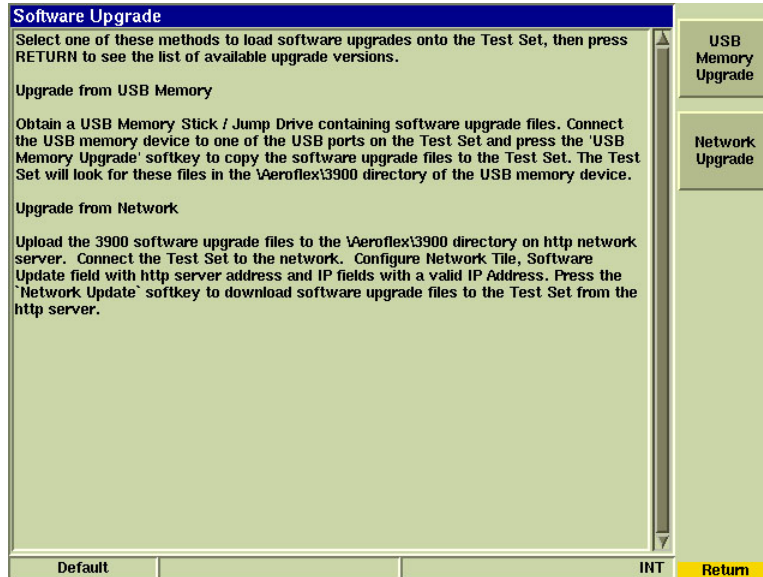 Software Upgrade
Select one of these methods to load software upgrades onto the Test Set, then press
RETURN to see the list of available upgrade versions.
Upgrade from USB Memory
Obtain a USB Memory Stick / Jump Drive containing software upgrade files. Connect
the USB memory device to one of the USB ports on the Test Set and press the 'USB
Memory Upgrade' softkey to copy the software upgrade files to the Test Set. The Test
Set will look for these files in the \Aeroflex\3900 directory of the USB memory device.
Upgrade from Network
Upload the 3900 software upgrade files to the \Aeroflex\3900 directory on http network
server.  Connect the Test Set to the network.  Configure Network Tile, Software
Update field with http server address and IP fields with a valid IP Address. Press the
`Network Update` softkey to download software upgrade files to the Test Set from the
http server.
USB
Memory
Upgrade
Network
Upgrade
Default
INT
Return